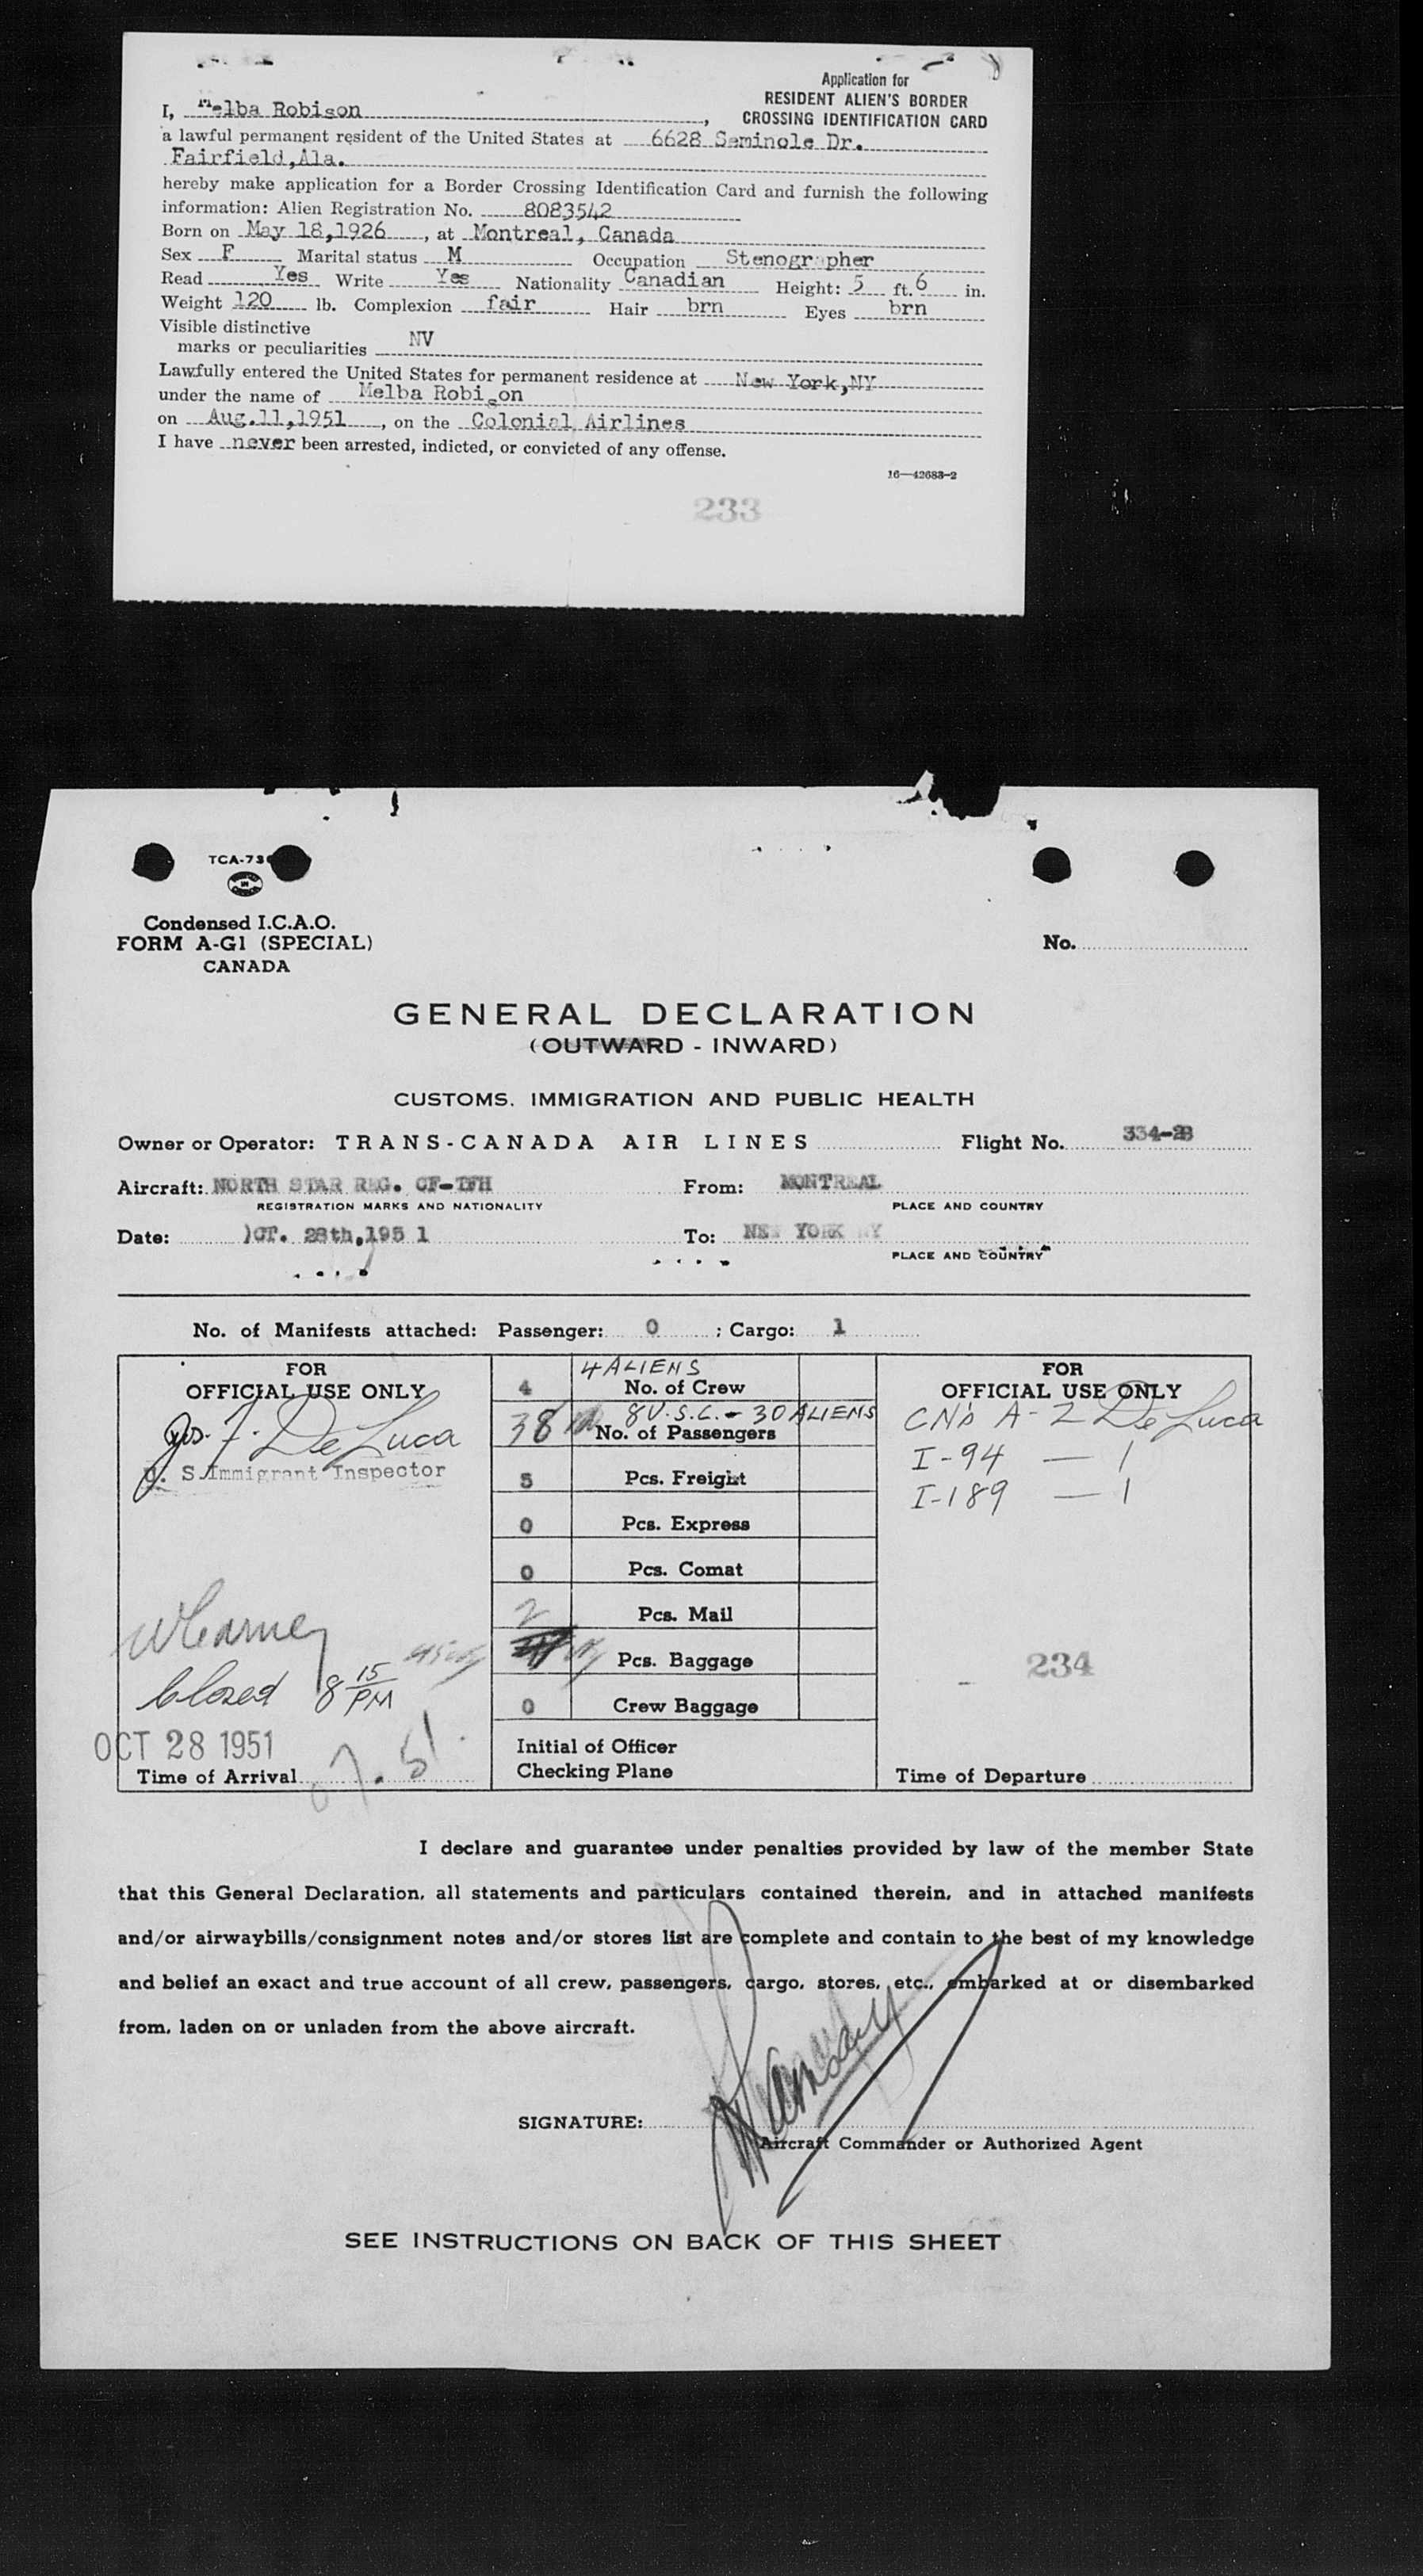 Application for
RESIDENT ALIEN'S BORDER
CROSSING IDENTIFICATION CARD
I, Melba Robison,
a lawful permanent resident of the United States at 6628 Seminole Dr.
Fairfield,Ala.
hereby make application for a Border Crossing Identification Card and furnish the following
information: Alien Registration No. 8083542
Born on May 18,1926, at Montreal, Canada
Sex F Marital status M Occupation Stenographer
Read Yes Write Yes Nationality Canadian Height: 5 ft. 6 in.
Weight 120 lb. Complexion fair Hair brn Eyes brn
Visible distinctive
marks or peculiarities NV
Lawfully entered the United States for permanent residence at New York,NY
under the name of Melba Robison
on Aug.11,1951, on the Colonial Airlines
I have never been arrested, indicted, or convicted of any offense.
16—42683-2
233
TCA-73
Condensed I.C.A.O.
FORM A-G1 (SPECIAL)
CANADA
No.
GENERAL DECLARATION
(OUTWARD - INWARD)
CUSTOMS, IMMIGRATION AND PUBLIC HEALTH
Owner or Operator: TRANS-CANADA AIR LINES Flight No. 334-28
Aircraft: NORTH STAR REG. CF-TFH From: MONTREAL
REGISTRATION MARKS AND NATIONALITY PLACE AND COUNTRY
Date: OCT. 28th,195 1 To: NEW YORK NY
PLACE AND COUNTRY
No. of Manifests attached: Passenger: 0 ; Cargo: 1
FOR
OFFICIAL USE ONLY
Jos. F. De Luca
U. S. Immigrant Inspector
Closed 8 15 PM
OCT 28 1951
Time of Arrival
4 ALIENS
4 No. of Crew
8 U.S.C. - 30 ALIENS
38 No. of Passengers
5 Pcs. Freight
0 Pcs. Express
0 Pcs. Comat
2 Pcs. Mail
Pcs. Baggage
0 Crew Baggage
Initial of Officer
Checking Plane
FOR
OFFICIAL USE ONLY
CN's A-2 De Luca
I-94 — 1
I-189 — 1
234
Time of Departure
I declare and guarantee under penalties provided by law of the member State
that this General Declaration, all statements and particulars contained therein, and in attached manifests
and/or airwaybills/consignment notes and/or stores list are complete and contain to the best of my knowledge
and belief an exact and true account of all crew, passengers, cargo, stores, etc., embarked at or disembarked
from, laden on or unladen from the above aircraft.
SIGNATURE:
Aircraft Commander or Authorized Agent
SEE INSTRUCTIONS ON BACK OF THIS SHEET